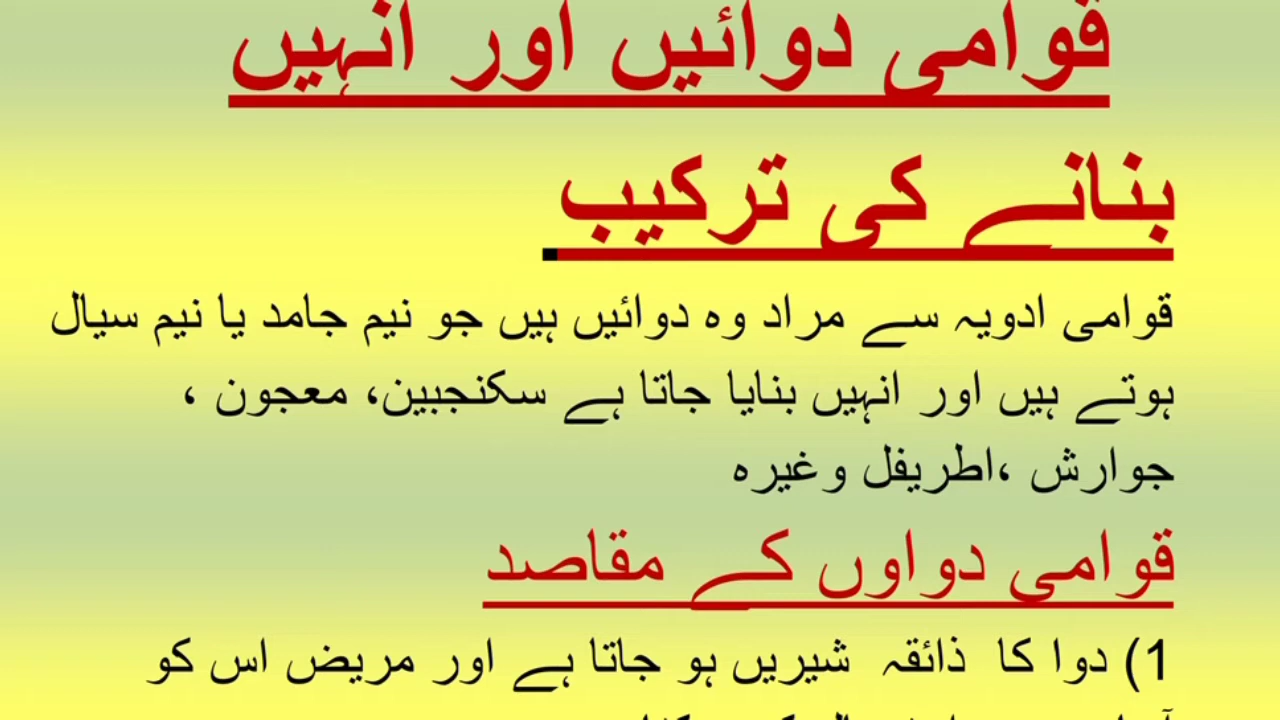 قوامی دوائیں اور انہیں
بنانے کی ترکیب
قوامی ادویہ سے مراد وہ دوائیں ہیں جو نیم جامد یا نیم سیال
ہوتے ہیں اور انہیں بنایا جاتا ہے سکنجبین، معجون ،
جوارش ،اطریفل وغیرہ
قوامی دواوں کے مقاصد
1) دوا کا ذائقہ شیریں ہو جاتا ہے اور مریض اس کو